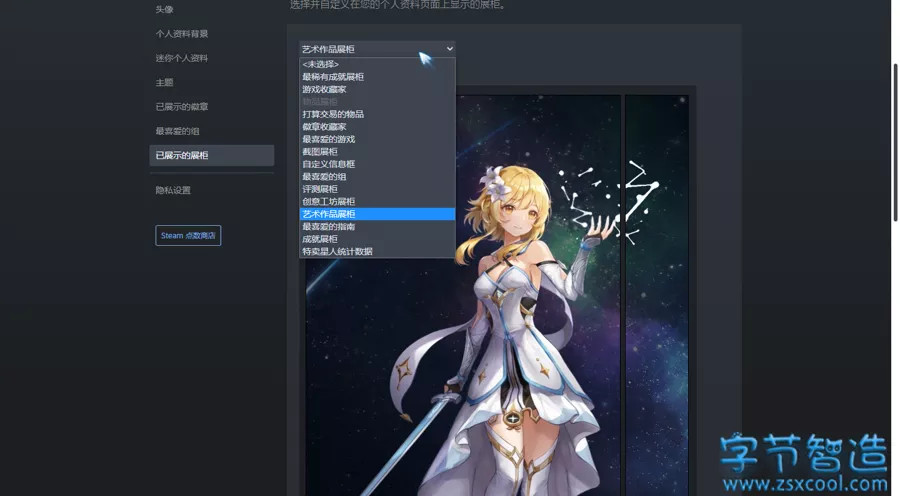 选择并自定义在您的个人资料页面上显示的展柜。
头像
个人资料背景
迷你个人资料
主题
已展示的徽章
最喜爱的组
已展示的展柜
隐私设置
Steam 点数商店
艺术作品展柜
<未选择>
最稀有成就展柜
游戏收藏家
物品展柜
打算交易的物品
徽章收藏家
最喜爱的游戏
截图展柜
自定义信息框
最喜爱的组
评测展柜
创意工坊展柜
艺术作品展柜
最喜爱的指南
成就展柜
特卖星人统计数据
字节智造
www.zsxcool.com